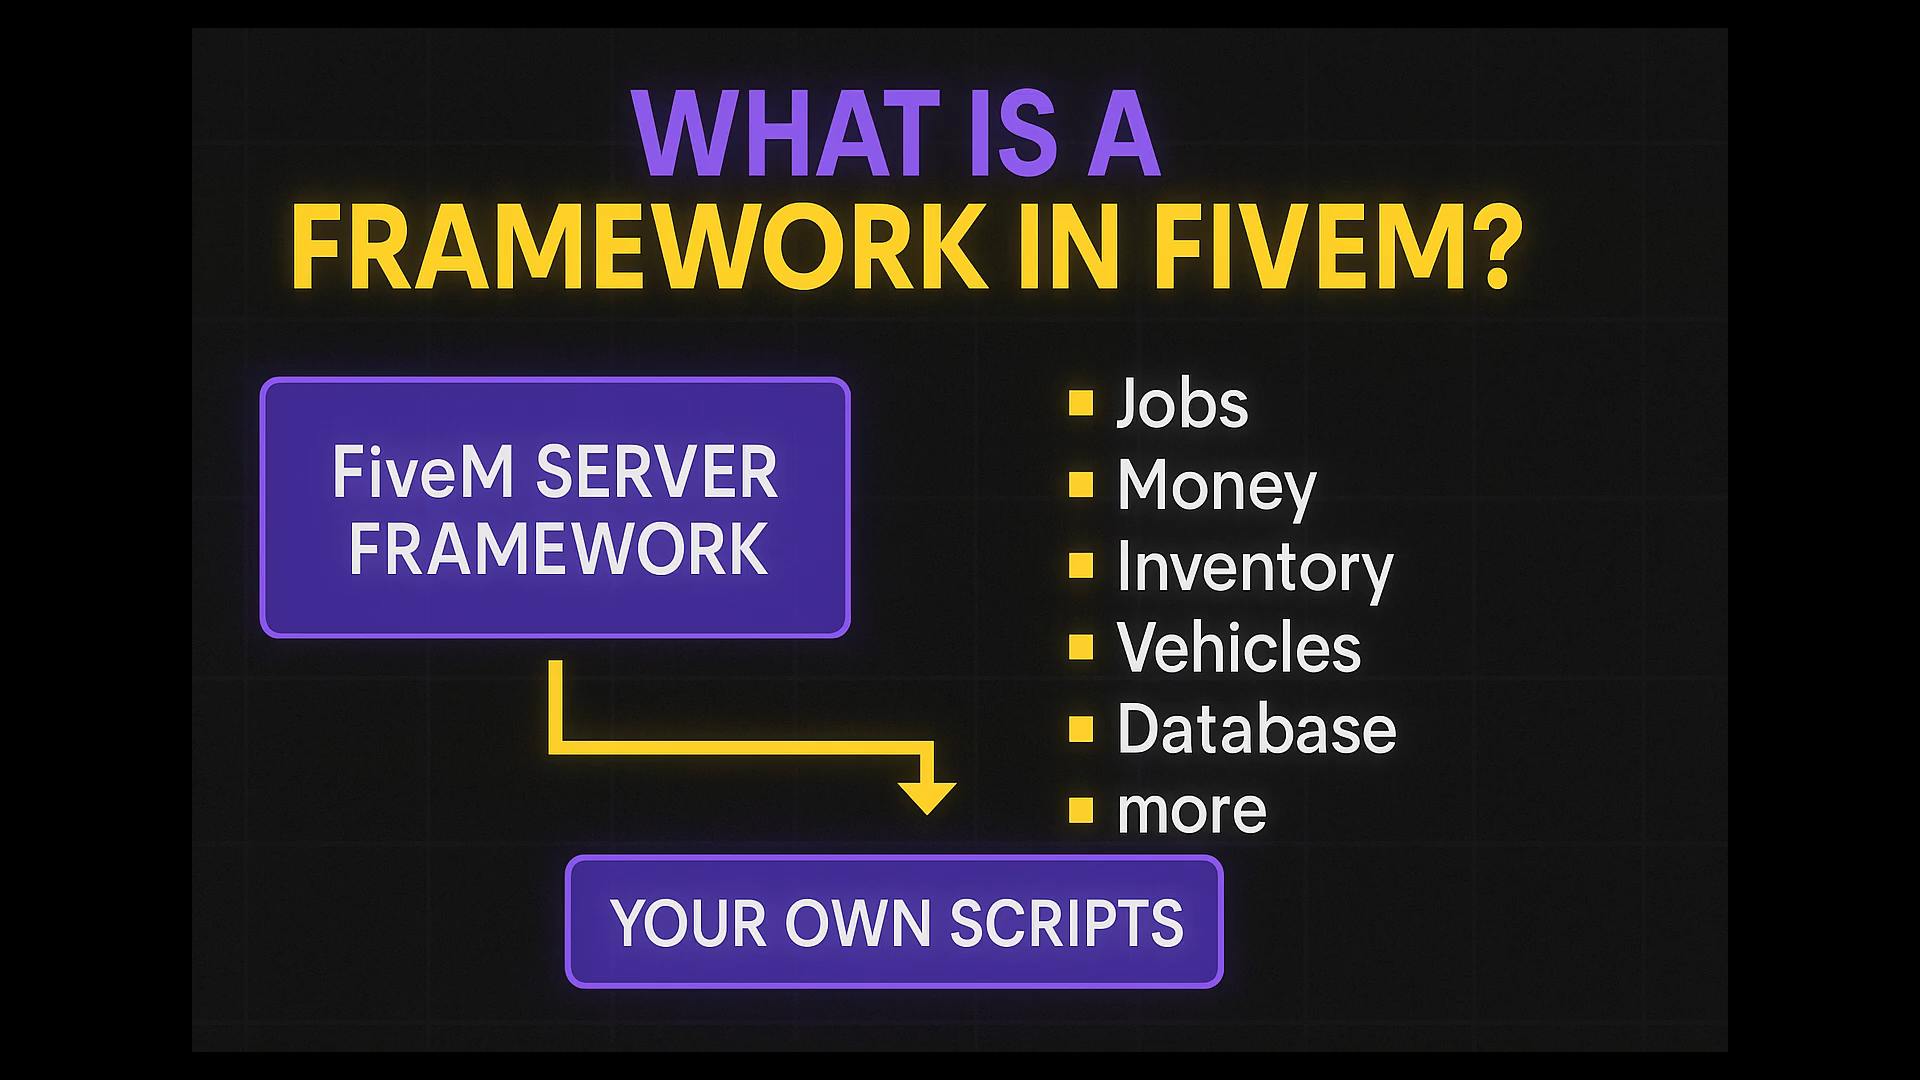 WHAT IS A
FRAMEWORK IN FIVEM?
FiveM SERVER
FRAMEWORK
Jobs
Money
Inventory
Vehicles
Database
more
YOUR OWN SCRIPTS